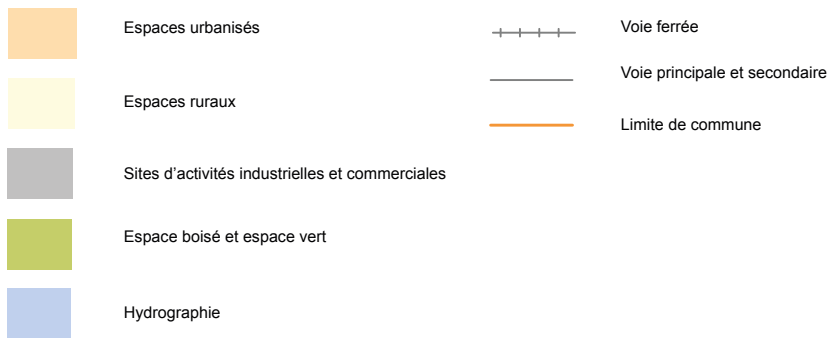 Espaces urbanisés
Espaces ruraux
Sites d’activités industrielles et commerciales
Espace boisé et espace vert
Hydrographie
Voie ferrée
Voie principale et secondaire
Limite de commune